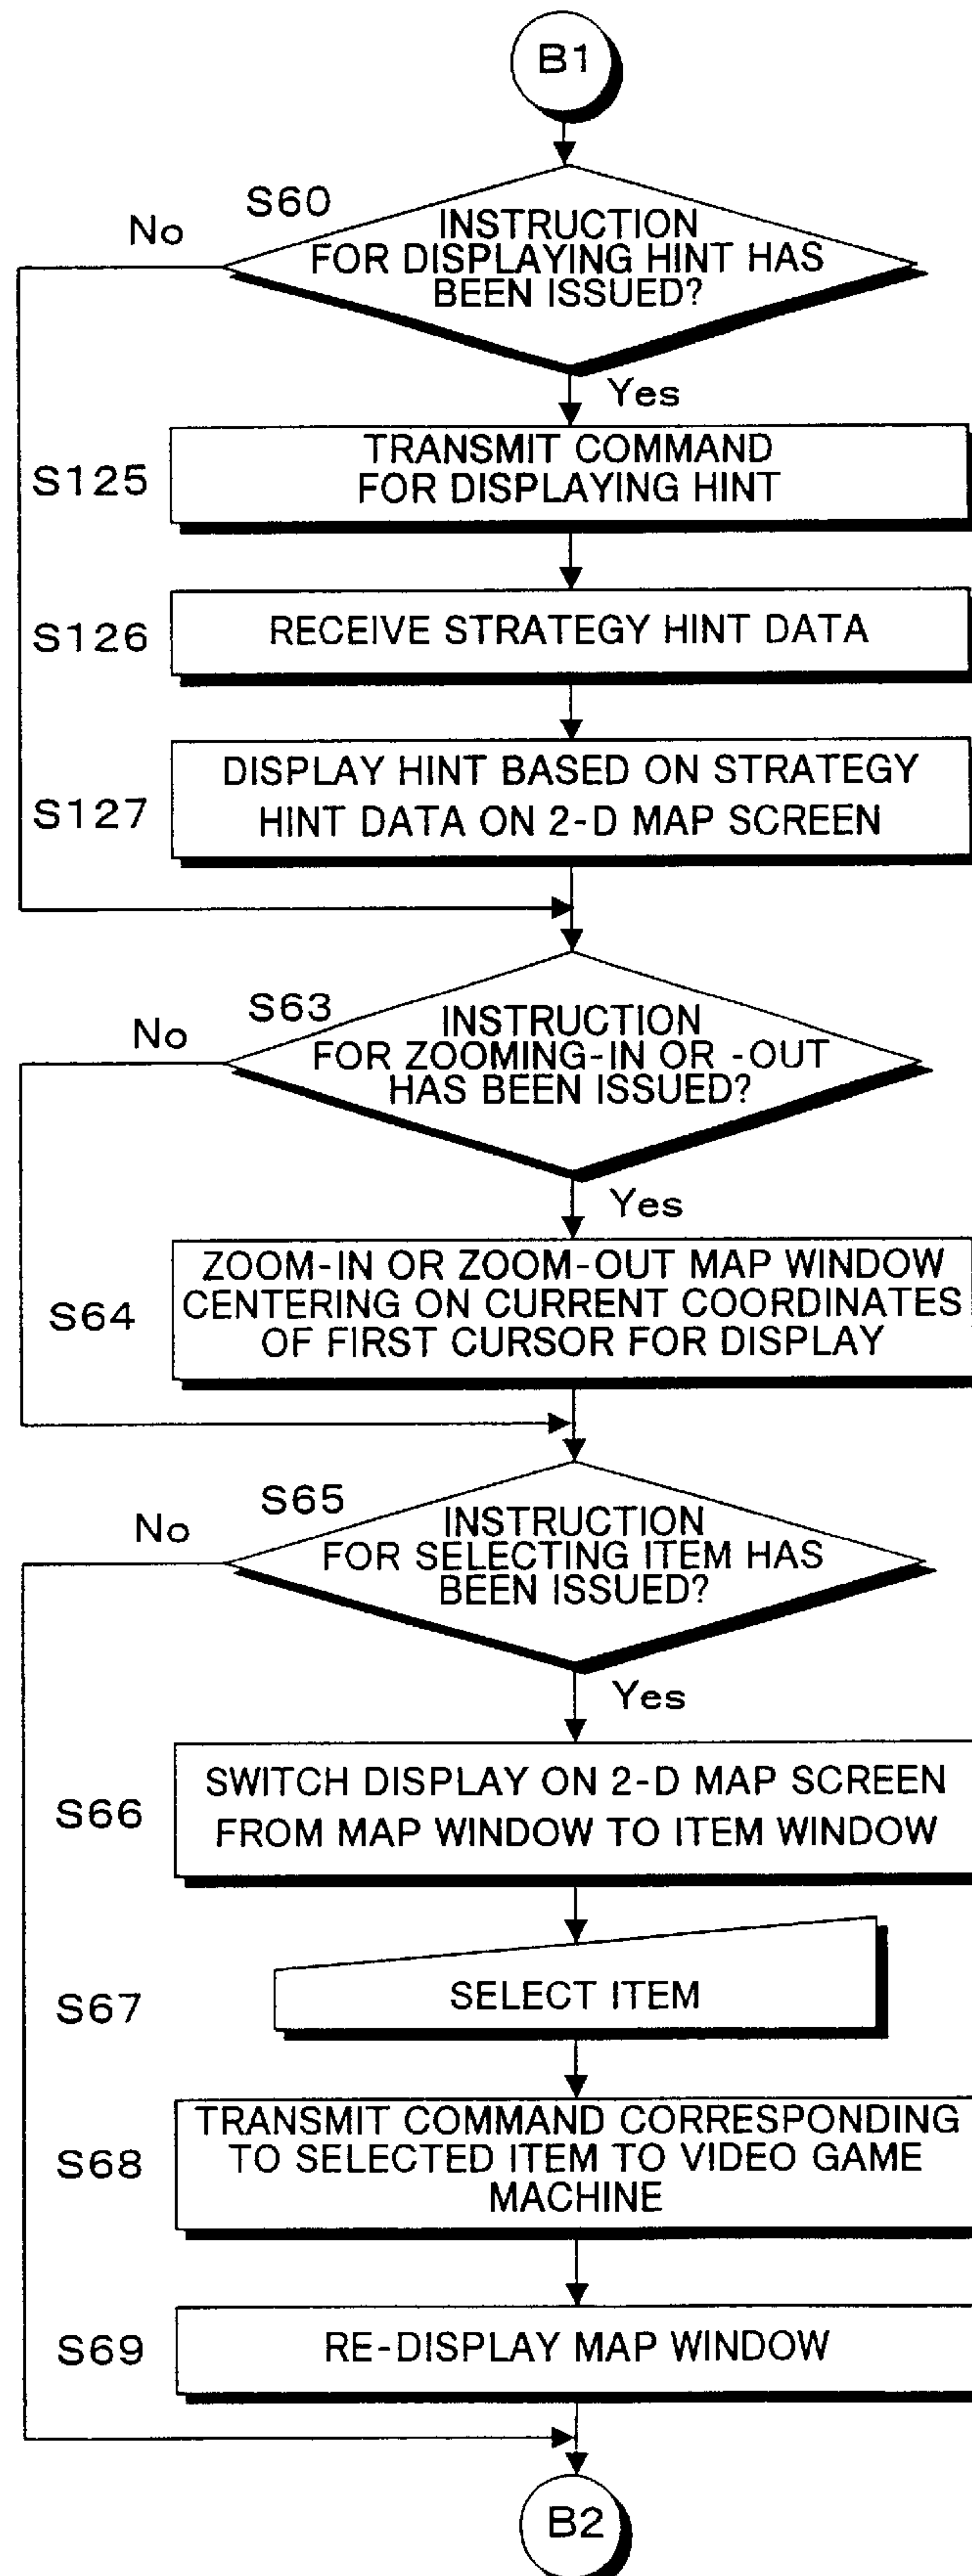 B1
S60
No
INSTRUCTION
FOR DISPLAYING HINT HAS
BEEN ISSUED?
Yes
S125
TRANSMIT COMMAND
FOR DISPLAYING HINT
S126
RECEIVE STRATEGY HINT DATA
S127
DISPLAY HINT BASED ON STRATEGY
HINT DATA ON 2-D MAP SCREEN
S63
No
INSTRUCTION
FOR ZOOMING-IN OR -OUT
HAS BEEN ISSUED?
Yes
S64
ZOOM-IN OR ZOOM-OUT MAP WINDOW
CENTERING ON CURRENT COORDINATES
OF FIRST CURSOR FOR DISPLAY
S65
No
INSTRUCTION
FOR SELECTING ITEM HAS
BEEN ISSUED?
Yes
S66
SWITCH DISPLAY ON 2-D MAP SCREEN
FROM MAP WINDOW TO ITEM WINDOW
S67
SELECT ITEM
S68
TRANSMIT COMMAND CORRESPONDING
TO SELECTED ITEM TO VIDEO GAME
MACHINE
S69
RE-DISPLAY MAP WINDOW
B2